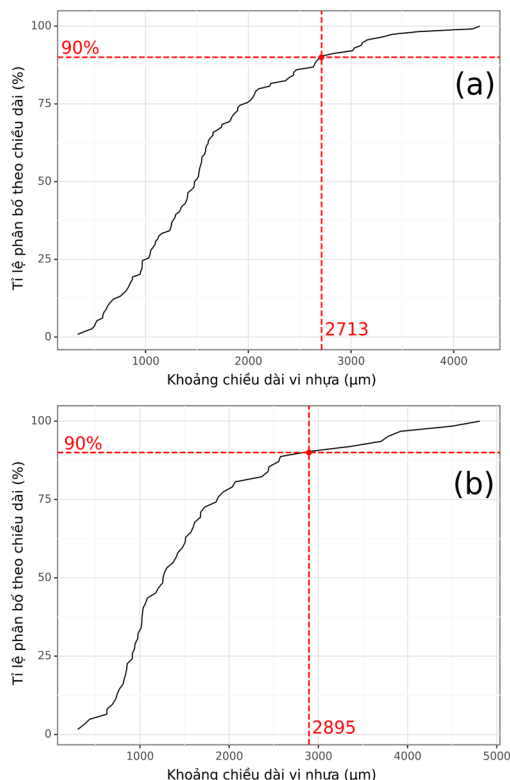 100
90%
(a)
75
50
25
0
2713
1000 2000 3000 4000
Khoảng chiều dài vi nhựa (µm)
Tỉ lệ phân bố theo chiều dài (%)
100
90%
(b)
75
50
25
0
2895
1000 2000 3000 4000 5000
Khoảng chiều dài vi nhựa (µm)
Tỉ lệ phân bố theo chiều dài (%)